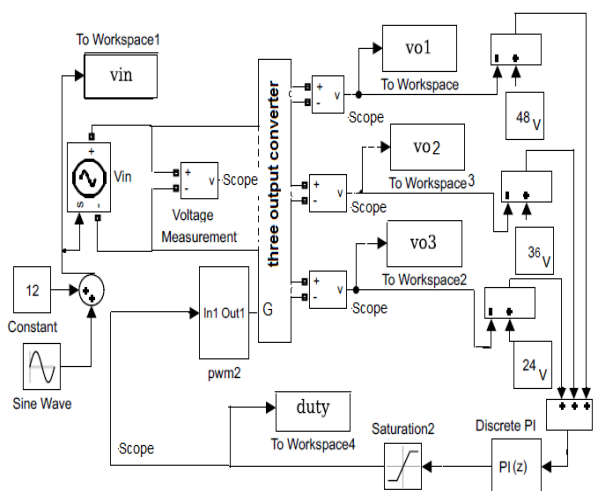 To Workspace1
vin
vo1
To Workspace
Scope
48 V
+
-
v
s
Vin
+
-
v
Scope
Voltage
Measurement
three output converter
G
+
-
v
vo2
To Workspace 3
Scope
36 V
vo3
To Workspace2
+
-
v
Scope
24 V
12
Constant
Sine Wave
In1 Out1
pwm2
duty
To Workspace4
Scope
Saturation2
Discrete PI
PI(z)